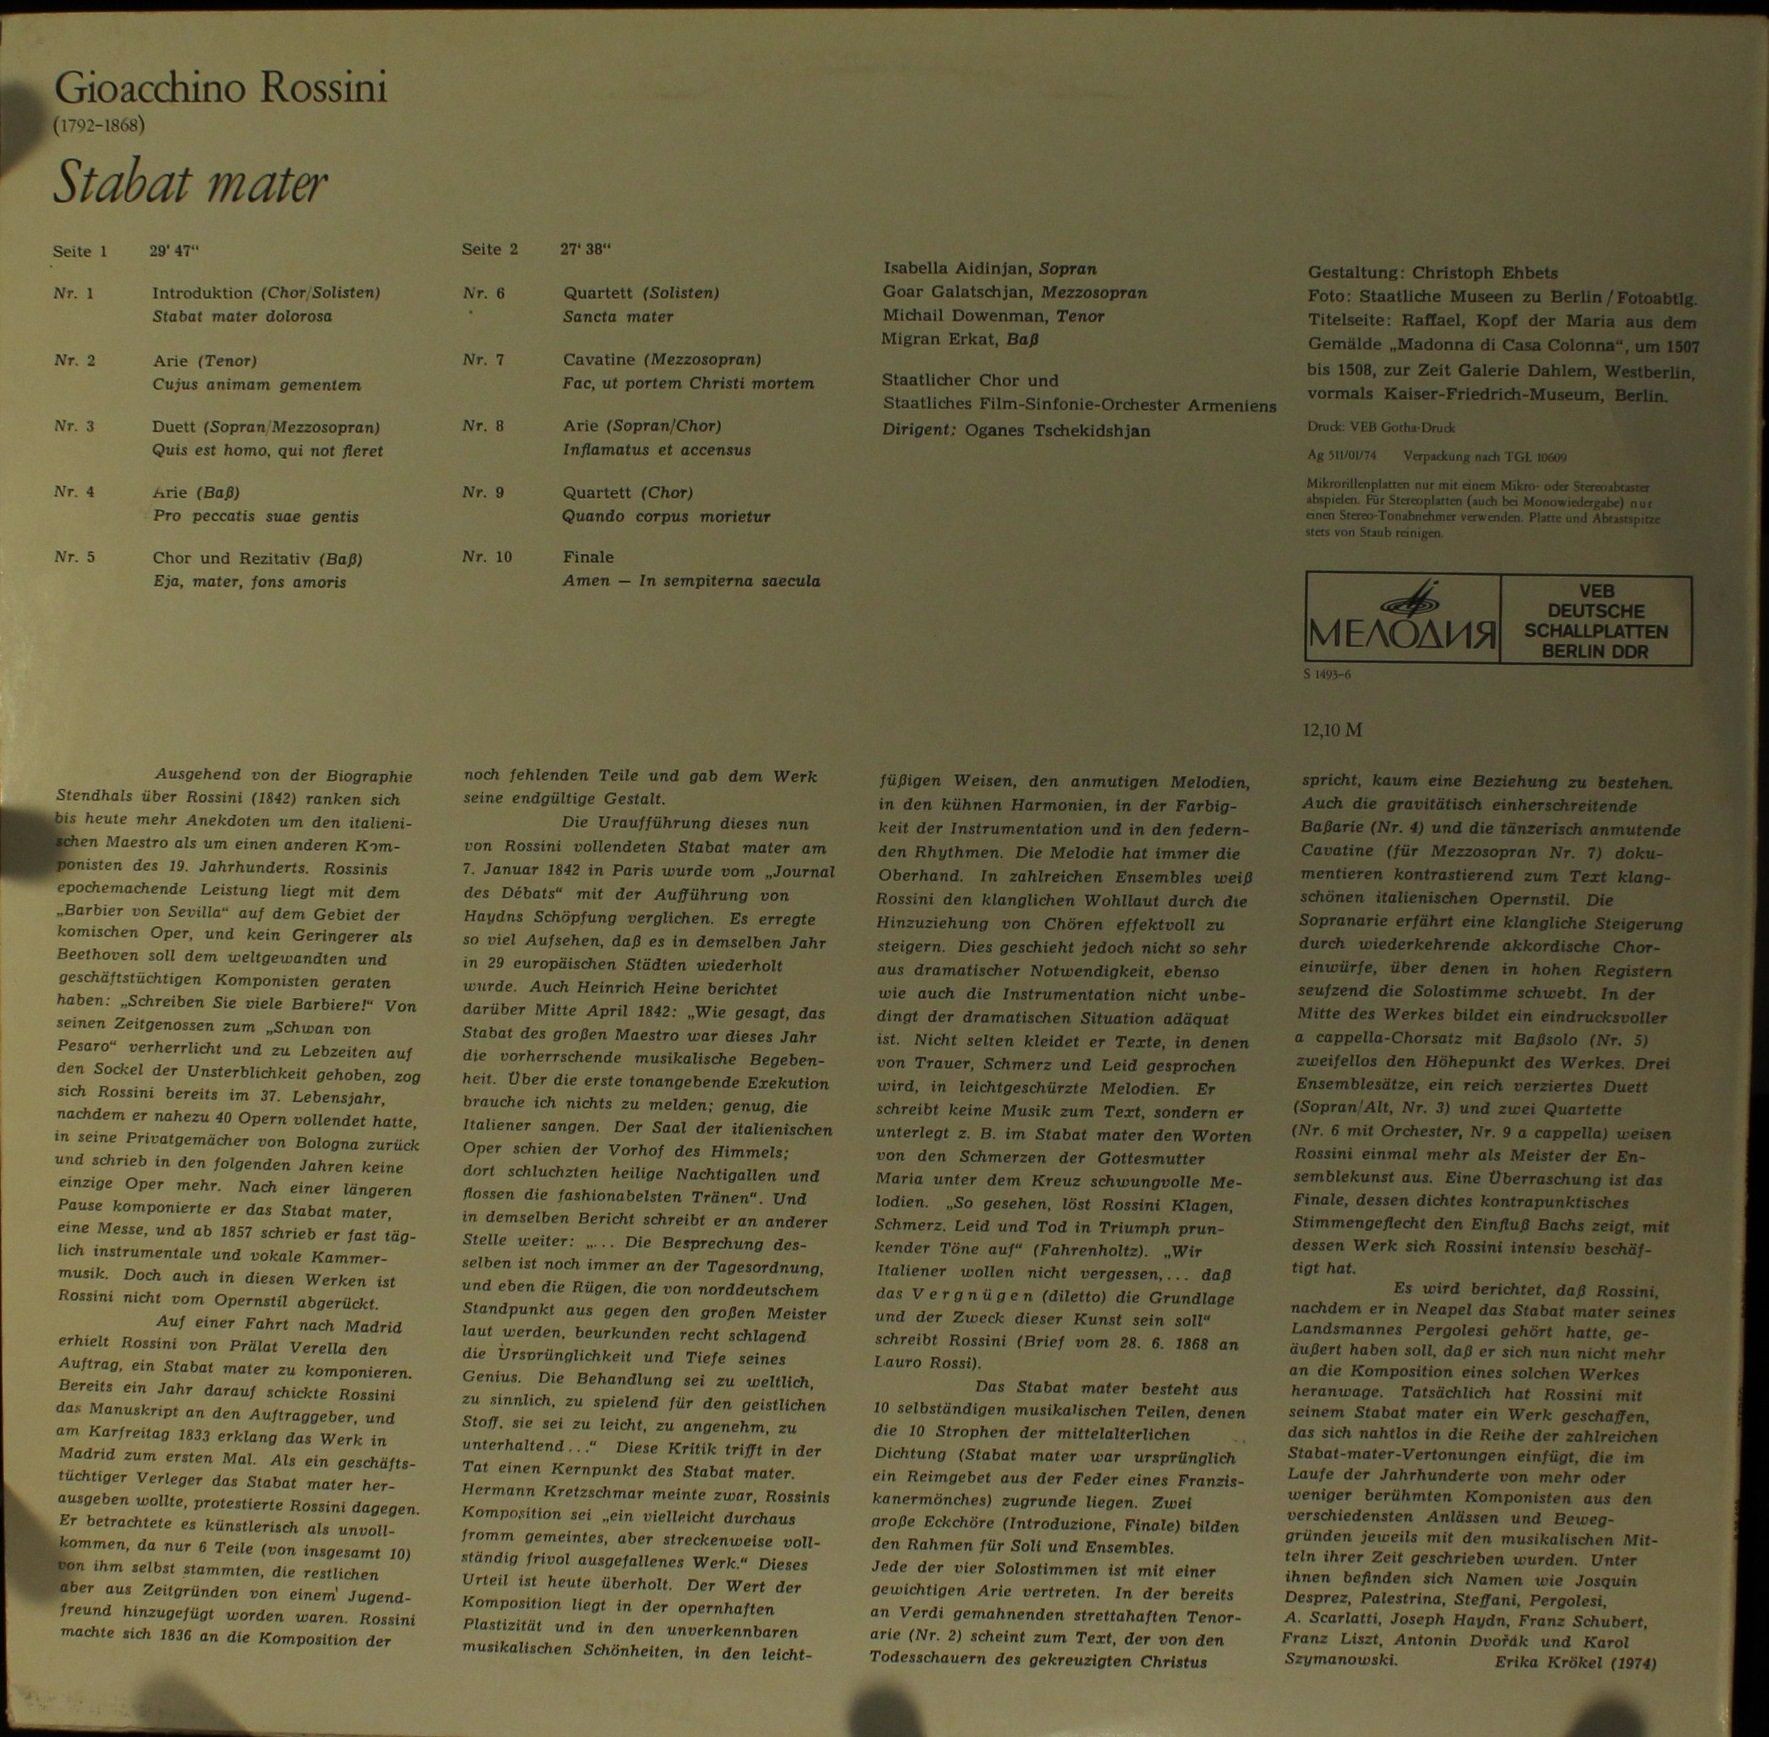 Gioacchino Rossini
(1792-1868)
Stabat mater
Seite 1 29' 47"
Nr. 1 Introduktion (Chor/Solisten)
Stabat mater dolorosa
Nr. 2 Arie (Tenor)
Cujus animam gementem
Nr. 3 Duett (Sopran/Mezzosopran)
Quis est homo, qui not fleret
Nr. 4 Arie (Baß)
Pro peccatis suae gentis
Nr. 5 Chor und Rezitativ (Baß)
Eja, mater, fons amoris
Seite 2 27' 38"
Nr. 6 Quartett (Solisten)
Sancta mater
Nr. 7 Cavatine (Mezzosopran)
Fac, ut portem Christi mortem
Nr. 8 Arie (Sopran/Chor)
Inflamatus et accensus
Nr. 9 Quartett (Chor)
Quando corpus morietur
Nr. 10 Finale
Amen — In sempiterna saecula
Isabella Aidinjan, Sopran
Goar Galatschjan, Mezzosopran
Michail Dowenman, Tenor
Migran Erkat, Baß
Staatlicher Chor und
Staatliches Film-Sinfonie-Orchester Armeniens
Dirigent: Oganes Tschekidshjan
Gestaltung: Christoph Ehbets
Foto: Staatliche Museen zu Berlin / Fotoabtlg.
Titelseite: Raffael, Kopf der Maria aus dem
Gemälde „Madonna di Casa Colonna“, um 1507
bis 1508, zur Zeit Galerie Dahlem, Westberlin,
vormals Kaiser-Friedrich-Museum, Berlin.
Druck: VEB Gotha-Druck
Ag 511/01/74 Verpackung nach TGL 10609
Mikrorillenplatten nur mit einem Mikro- oder Stereoabtaster
abspielen. Für Stereoplatten (auch bei Monowiedergabe) nur
einen Stereo-Tonabnehmer verwenden. Platte und Abtastspitze
stets von Staub reinigen.
МЕЛОДИЯ
VEB
DEUTSCHE
SCHALLPLATTEN
BERLIN DDR
S 1493-6
12,10 M
Ausgehend von der Biographie
Stendhals über Rossini (1842) ranken sich
bis heute mehr Anekdoten um den italieni-
schen Maestro als um einen anderen Kom-
ponisten des 19. Jahrhunderts. Rossinis
epochemachende Leistung liegt mit dem
„Barbier von Sevilla“ auf dem Gebiet der
komischen Oper, und kein Geringerer als
Beethoven soll dem weltgewandten und
geschäftstüchtigen Komponisten geraten
haben: „Schreiben Sie viele Barbiere!“ Von
seinen Zeitgenossen zum „Schwan von
Pesaro“ verherrlicht und zu Lebzeiten auf
den Sockel der Unsterblichkeit gehoben, zog
sich Rossini bereits im 37. Lebensjahr,
nachdem er nahezu 40 Opern vollendet hatte,
in seine Privatgemächer von Bologna zurück
und schrieb in den folgenden Jahren keine
einzige Oper mehr. Nach einer längeren
Pause komponierte er das Stabat mater,
eine Messe, und ab 1857 schrieb er fast täg-
lich instrumentale und vokale Kammer-
musik. Doch auch in diesen Werken ist
Rossini nicht vom Opernstil abgerückt.
Auf einer Fahrt nach Madrid
erhielt Rossini von Prälat Verella den
Auftrag, ein Stabat mater zu komponieren.
Bereits ein Jahr darauf schickte Rossini
das Manuskript an den Auftraggeber, und
am Karfreitag 1833 erklang das Werk in
Madrid zum ersten Mal. Als ein geschäfts-
tüchtiger Verleger das Stabat mater her-
ausgeben wollte, protestierte Rossini dagegen.
Er betrachtete es künstlerisch als unvoll-
kommen, da nur 6 Teile (von insgesamt 10)
von ihm selbst stammten, die restlichen
aber aus Zeitgründen von einem Jugend-
freund hinzugefügt worden waren. Rossini
machte sich 1836 an die Komposition der
noch fehlenden Teile und gab dem Werk
seine endgültige Gestalt.
Die Uraufführung dieses nun
von Rossini vollendeten Stabat mater am
7. Januar 1842 in Paris wurde vom „Journal
des Débats“ mit der Aufführung von
Haydns Schöpfung verglichen. Es erregte
so viel Aufsehen, daß es in demselben Jahr
in 29 europäischen Städten wiederholt
wurde. Auch Heinrich Heine berichtet
darüber Mitte April 1842: „Wie gesagt, das
Stabat des großen Maestro war dieses Jahr
die vorherrschende musikalische Begeben-
heit. Über die erste tonangebende Exekution
brauche ich nichts zu melden; genug, die
Italiener sangen. Der Saal der italienischen
Oper schien der Vorhof des Himmels;
dort schluchzten heilige Nachtigallen und
flossen die fashionabelsten Tränen“. Und
in demselben Bericht schreibt er an anderer
Stelle weiter: „... Die Besprechung des-
selben ist noch immer an der Tagesordnung,
und eben die Rügen, die von norddeutschem
Standpunkt aus gegen den großen Meister
laut werden, beurkunden recht schlagend
die Ursprünglichkeit und Tiefe seines
Genius. Die Behandlung sei zu weltlich,
zu sinnlich, zu spielend für den geistlichen
Stoff, sie sei zu leicht, zu angenehm, zu
unterhaltend ...“ Diese Kritik trifft in der
Tat einen Kernpunkt des Stabat mater.
Hermann Kretzschmar meinte zwar, Rossinis
Komposition sei „ein vielleicht durchaus
fromm gemeintes, aber streckenweise voll-
ständig frivol ausgefallenes Werk.“ Dieses
Urteil ist heute überholt. Der Wert der
Komposition liegt in der opernhaften
Plastizität und in den unverkennbaren
musikalischen Schönheiten, in den leicht-
füßigen Weisen, den anmutigen Melodien,
in den kühnen Harmonien, in der Farbig-
keit der Instrumentation und in den federn-
den Rhythmen. Die Melodie hat immer die
Oberhand. In zahlreichen Ensembles weiß
Rossini den klanglichen Wohllaut durch die
Hinzuziehung von Chören effektvoll zu
steigern. Dies geschieht jedoch nicht so sehr
aus dramatischer Notwendigkeit, ebenso
wie auch die Instrumentation nicht unbe-
dingt der dramatischen Situation adäquat
ist. Nicht selten kleidet er Texte, in denen
von Trauer, Schmerz und Leid gesprochen
wird, in leichtgeschürzte Melodien. Er
schreibt keine Musik zum Text, sondern er
unterlegt z. B. im Stabat mater den Worten
von den Schmerzen der Gottesmutter
Maria unter dem Kreuz schwungvolle Me-
lodien. „So gesehen, löst Rossini Klagen,
Schmerz, Leid und Tod in Triumph prun-
kender Töne auf“ (Fahrenholtz). „Wir
Italiener wollen nicht vergessen,... daß
das Vergnügen (diletto) die Grundlage
und der Zweck dieser Kunst sein soll“
schreibt Rossini (Brief vom 28. 6. 1868 an
Lauro Rossi).
Das Stabat mater besteht aus
10 selbständigen musikalischen Teilen, denen
die 10 Strophen der mittelalterlichen
Dichtung (Stabat mater war ursprünglich
ein Reimgebet aus der Feder eines Franzis-
kanermönches) zugrunde liegen. Zwei
große Eckchöre (Introduzione, Finale) bilden
den Rahmen für Soli und Ensembles.
Jede der vier Solostimmen ist mit einer
gewichtigen Arie vertreten. In der bereits
an Verdi gemahnenden strettahaften Tenor-
arie (Nr. 2) scheint zum Text, der von den
Todesschauern des gekreuzigten Christus
spricht, kaum eine Beziehung zu bestehen.
Auch die gravitätisch einherschreitende
Baßarie (Nr. 4) und die tänzerisch anmutende
Cavatine (für Mezzosopran Nr. 7) doku-
mentieren kontrastierend zum Text klang-
schönen italienischen Opernstil. Die
Sopranarie erfährt eine klangliche Steigerung
durch wiederkehrende akkordische Chor-
einwürfe, über denen in hohen Registern
seufzend die Solostimme schwebt. In der
Mitte des Werkes bildet ein eindrucksvoller
a cappella-Chorsatz mit Baßsolo (Nr. 5)
zweifellos den Höhepunkt des Werkes. Drei
Ensemblesätze, ein reich verziertes Duett
(Sopran/Alt, Nr. 3) und zwei Quartette
(Nr. 6 mit Orchester, Nr. 9 a cappella) weisen
Rossini einmal mehr als Meister der En-
semblekunst aus. Eine Überraschung ist das
Finale, dessen dichtes kontrapunktisches
Stimmengeflecht den Einfluß Bachs zeigt, mit
dessen Werk sich Rossini intensiv beschäf-
tigt hat.
Es wird berichtet, daß Rossini,
nachdem er in Neapel das Stabat mater seines
Landsmannes Pergolesi gehört hatte, ge-
äußert haben soll, daß er sich nun nicht mehr
an die Komposition eines solchen Werkes
heranwage. Tatsächlich hat Rossini mit
seinem Stabat mater ein Werk geschaffen,
das sich nahtlos in die Reihe der zahlreichen
Stabat-mater-Vertonungen einfügt, die im
Laufe der Jahrhunderte von mehr oder
weniger berühmten Komponisten aus den
verschiedensten Anlässen und Beweg-
gründen jeweils mit den musikalischen Mit-
teln ihrer Zeit geschrieben wurden. Unter
ihnen befinden sich Namen wie Josquin
Desprez, Palestrina, Steffani, Pergolesi,
A. Scarlatti, Joseph Haydn, Franz Schubert,
Franz Liszt, Antonin Dvořák und Karol
Szymanowski. Erika Krökel (1974)